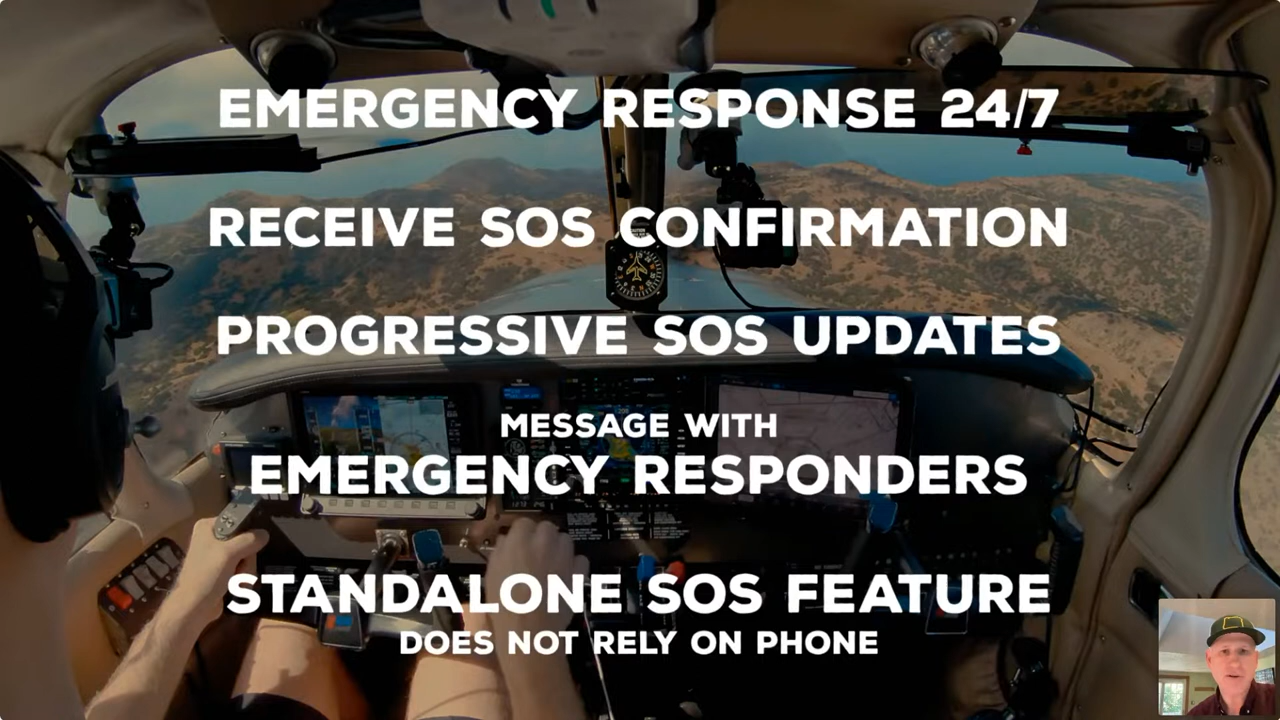 EMERGENCY RESPONSE 24/7
RECEIVE SOS CONFIRMATION
PROGRESSIVE SOS UPDATES
MESSAGE WITH
EMERGENCY RESPONDERS
STANDALONE SOS FEATURE
DOES NOT RELY ON PHONE